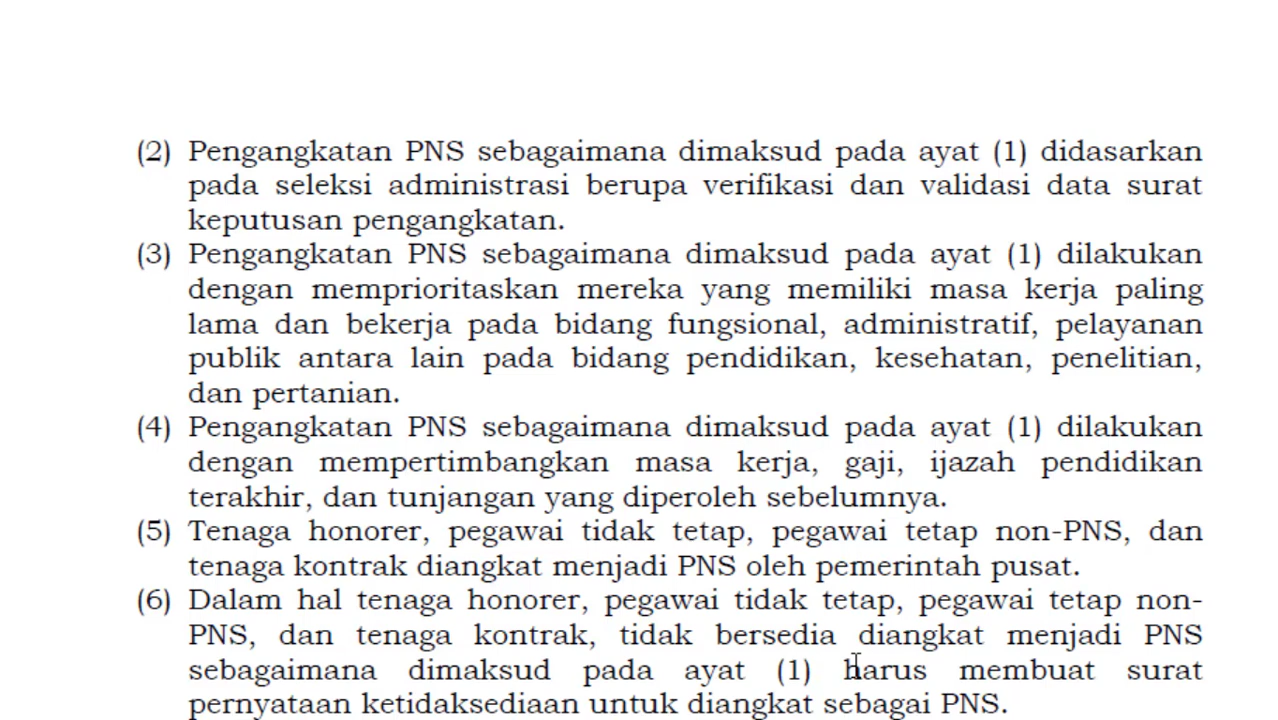 (2) Pengangkatan PNS sebagaimana dimaksud pada ayat (1) didasarkan
pada seleksi administrasi berupa verifikasi dan validasi data surat
keputusan pengangkatan.
(3) Pengangkatan PNS sebagaimana dimaksud pada ayat (1) dilakukan
dengan memprioritaskan mereka yang memiliki masa kerja paling
lama dan bekerja pada bidang fungsional, administratif, pelayanan
publik antara lain pada bidang pendidikan, kesehatan, penelitian,
dan pertanian.
(4) Pengangkatan PNS sebagaimana dimaksud pada ayat (1) dilakukan
dengan mempertimbangkan masa kerja, gaji, ijazah pendidikan
terakhir, dan tunjangan yang diperoleh sebelumnya.
(5) Tenaga honorer, pegawai tidak tetap, pegawai tetap non-PNS, dan
tenaga kontrak diangkat menjadi PNS oleh pemerintah pusat.
(6) Dalam hal tenaga honorer, pegawai tidak tetap, pegawai tetap non-
PNS, dan tenaga kontrak, tidak bersedia diangkat menjadi PNS
sebagaimana dimaksud pada ayat (1) harus membuat surat
pernyataan ketidaksediaan untuk diangkat sebagai PNS.